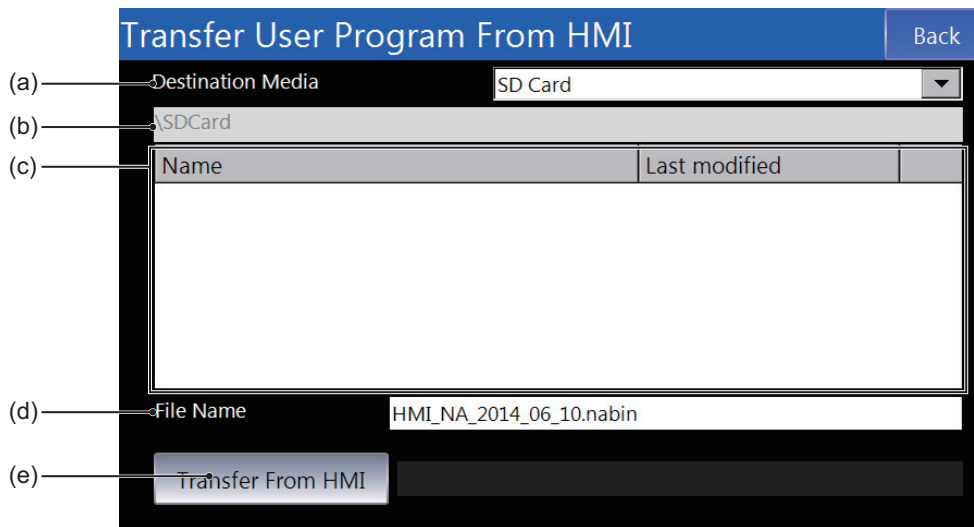 Transfer User Program From HMI Back
(a) Destination Media SD Card
(b) \SDCard
(c) Name Last modified
(d) File Name HMI_NA_2014_06_10.nabin
(e) Transfer From HMI